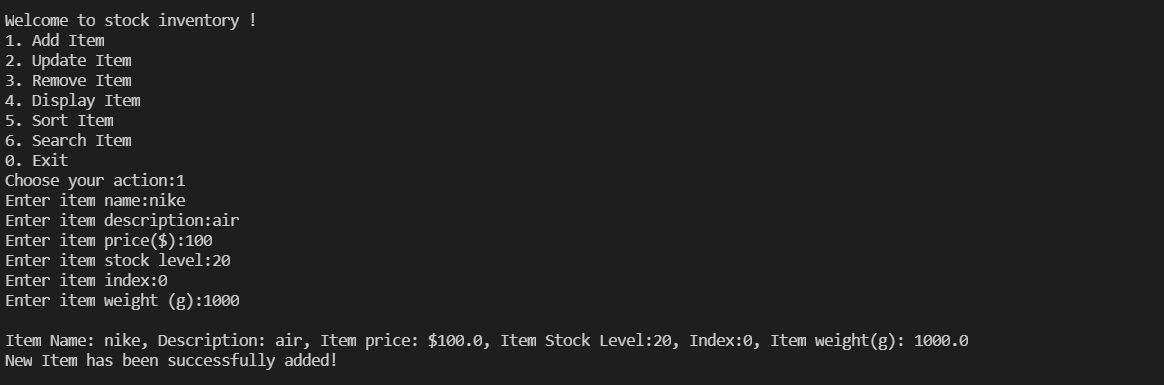 Welcome to stock inventory !
1. Add Item
2. Update Item
3. Remove Item
4. Display Item
5. Sort Item
6. Search Item
0. Exit
Choose your action:1
Enter item name:nike
Enter item description:air
Enter item price($):100
Enter item stock level:20
Enter item index:0
Enter item weight (g):1000
Item Name: nike, Description: air, Item price: $100.0, Item Stock Level:20, Index:0, Item weight(g): 1000.0
New Item has been successfully added!